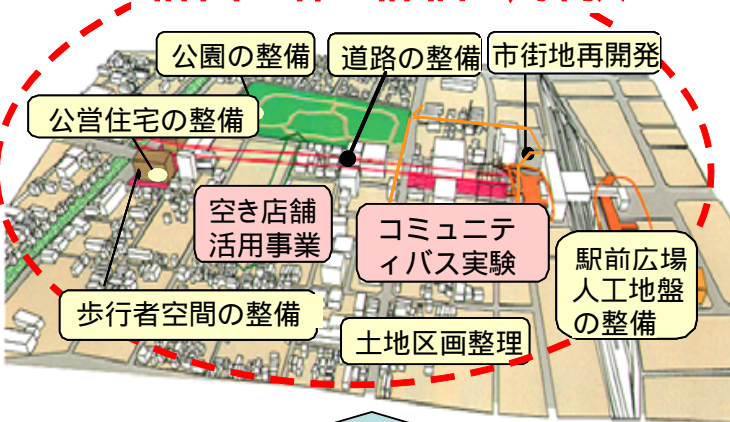 公園の整備
道路の整備
市街地再開発
公営住宅の整備
空き店舗
活用事業
コミュニテ
ィバス実験
駅前広場
人工地盤
の整備
歩行者空間の整備
土地区画整理